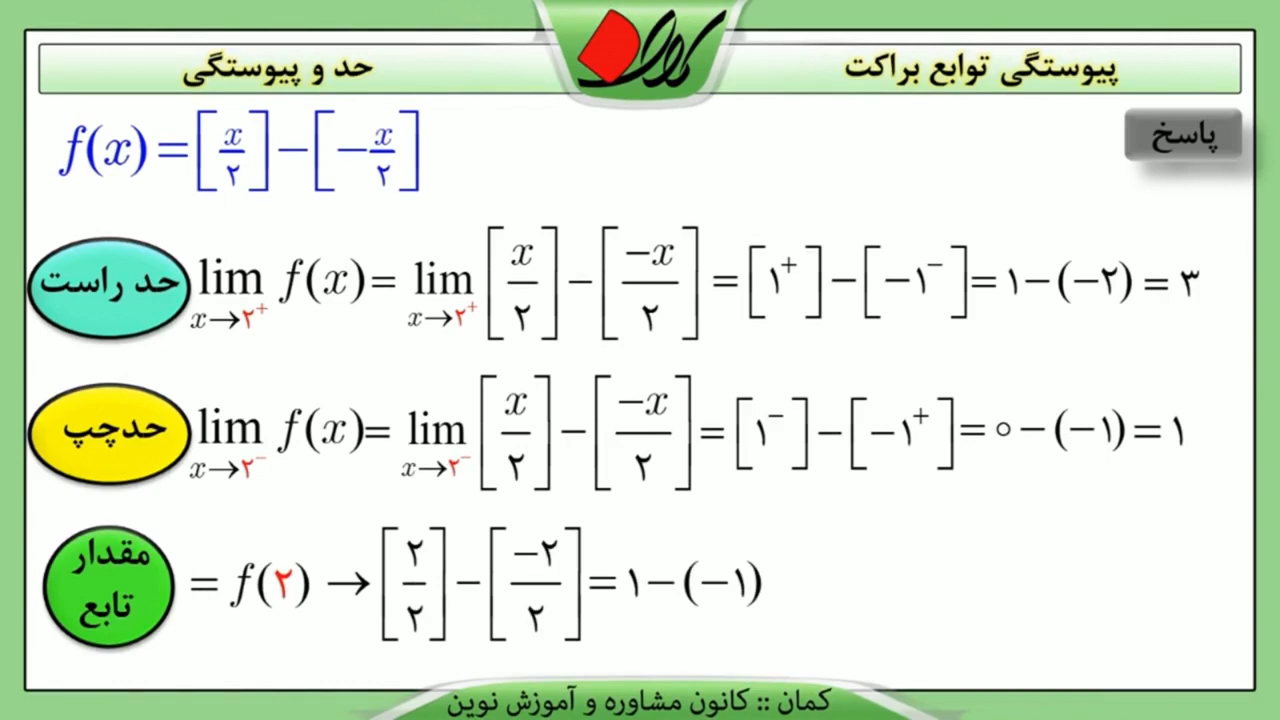 پیوستگی توابع براکت
کمان
حد و پیوستگی
پاسخ
f(x) = [x/۲] − [−x/۲]
حد راست lim x→۲⁺ f(x) = lim x→۲⁺ [x/۲] − [−x/۲] = [۱⁺] − [−۱⁻] = ۱ − (−۲) = ۳
حدچپ lim x→۲⁻ f(x) = lim x→۲⁻ [x/۲] − [−x/۲] = [۱⁻] − [−۱⁺] = ۰ − (−۱) = ۱
مقدار
تابع
= f(۲) → [۲/۲] − [−۲/۲] = ۱ − (−۱)
کمان :: کانون مشاوره و آموزش نوین